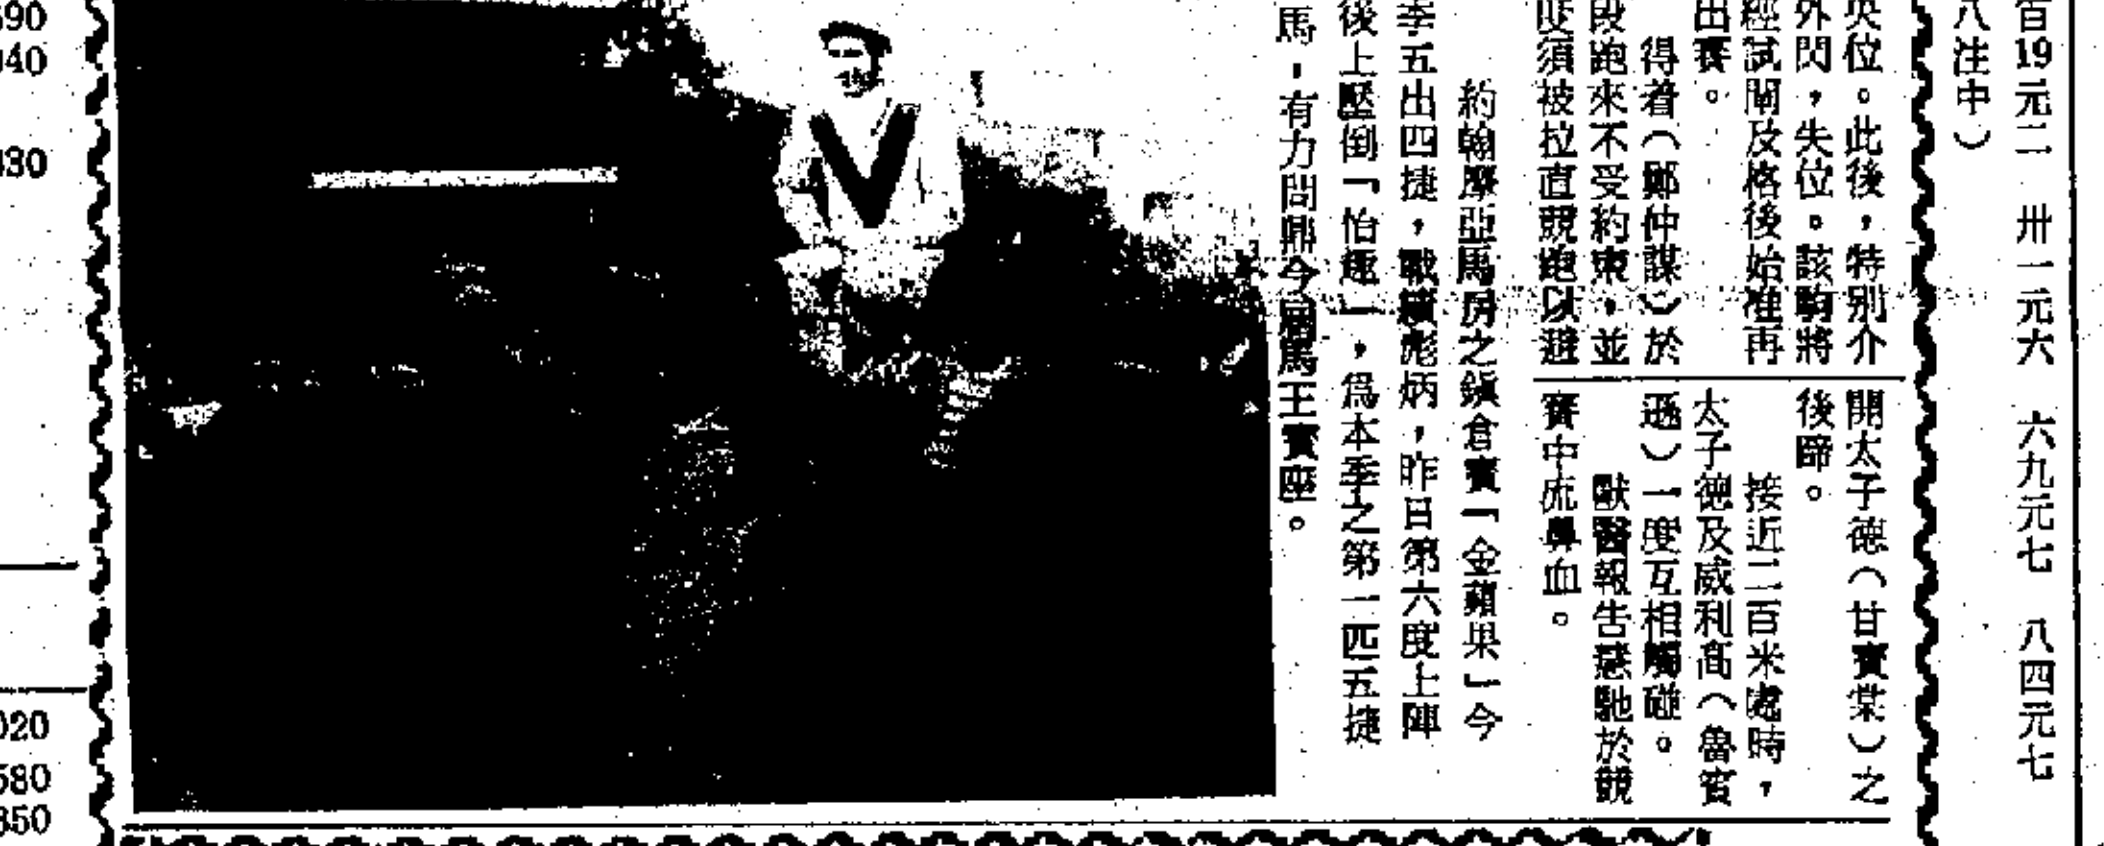 百19元二　卅一元六　六九元七　八四元七
八注中）
央位。此後，特别介
外閃，失位。該駒將
經試閘及格後始准再
出賽。
得着（鄭仲謀）於
段跑來不受約束，並
度須被拉直競跑以避
開太子德（甘寶棠）之
後蹄。
接近二百米處時，
太子德及威利高（魯賓
遜）一度互相觸碰。
獸醫報告慧馳於競
賽中流鼻血。
約翰摩亞馬房之鎮倉寶「金蘋果」今
季五出四捷，戰績彪炳，昨日第六度上陣
後上壓倒「怡趣」，爲本季之第一匹五捷
馬，有力問鼎今屆馬王寶座。
590
040
030
020
580
350